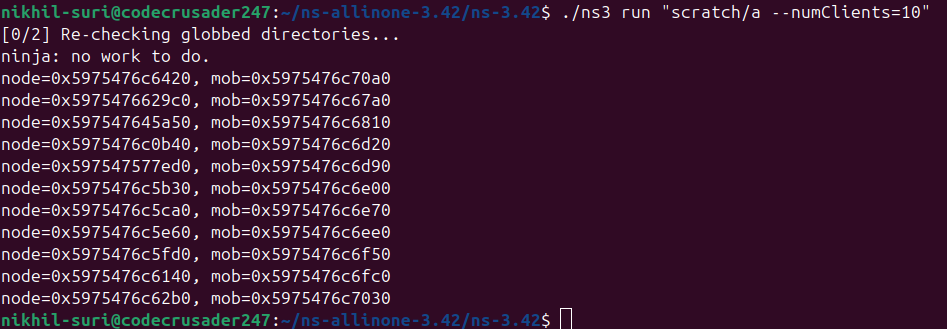 nikhil-suri@codecrusader247:~/ns-allinone-3.42/ns-3.42$ ./ns3 run "scratch/a --numClients=10"
[0/2] Re-checking globbed directories...
ninja: no work to do.
node=0x5975476c6420, mob=0x5975476c70a0
node=0x5975476629c0, mob=0x5975476c67a0
node=0x597547645a50, mob=0x5975476c6810
node=0x5975476c0b40, mob=0x5975476c6d20
node=0x597547577ed0, mob=0x5975476c6d90
node=0x5975476c5b30, mob=0x5975476c6e00
node=0x5975476c5ca0, mob=0x5975476c6e70
node=0x5975476c5e60, mob=0x5975476c6ee0
node=0x5975476c5fd0, mob=0x5975476c6f50
node=0x5975476c6140, mob=0x5975476c6fc0
node=0x5975476c62b0, mob=0x5975476c7030
nikhil-suri@codecrusader247:~/ns-allinone-3.42/ns-3.42$